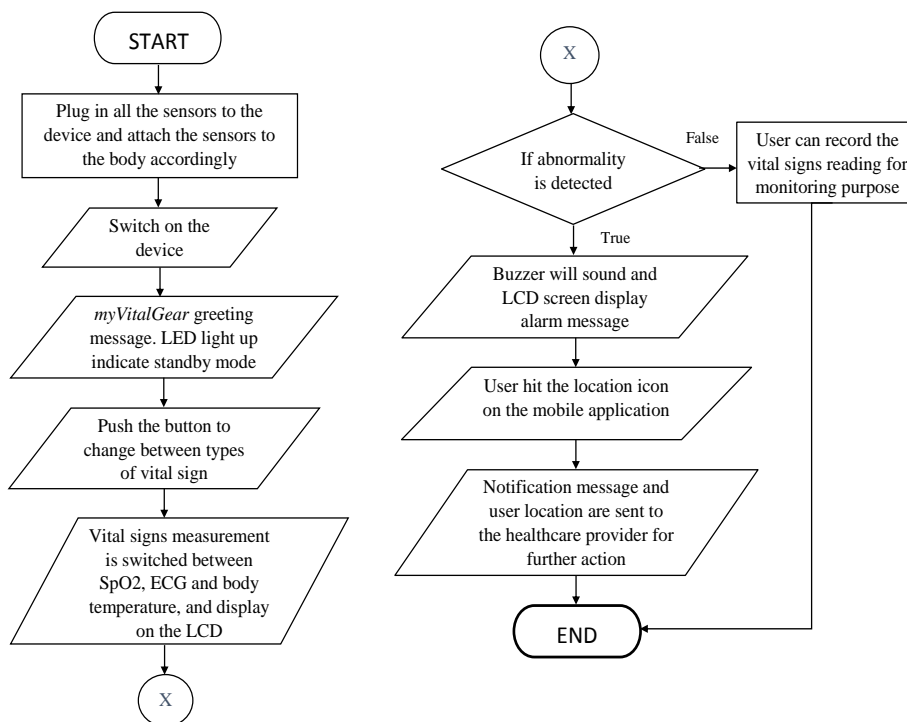 START
Plug in all the sensors to the
device and attach the sensors to
the body accordingly
Switch on the
device
myVitalGear greeting
message. LED light up
indicate standby mode
Push the button to
change between types
of vital sign
Vital signs measurement
is switched between
SpO2, ECG and body
temperature, and display
on the LCD
X
X
If abnormality
is detected
False
User can record the
vital signs reading for
monitoring purpose
True
Buzzer will sound and
LCD screen display
alarm message
User hit the location icon
on the mobile application
Notification message and
user location are sent to
the healthcare provider for
further action
END